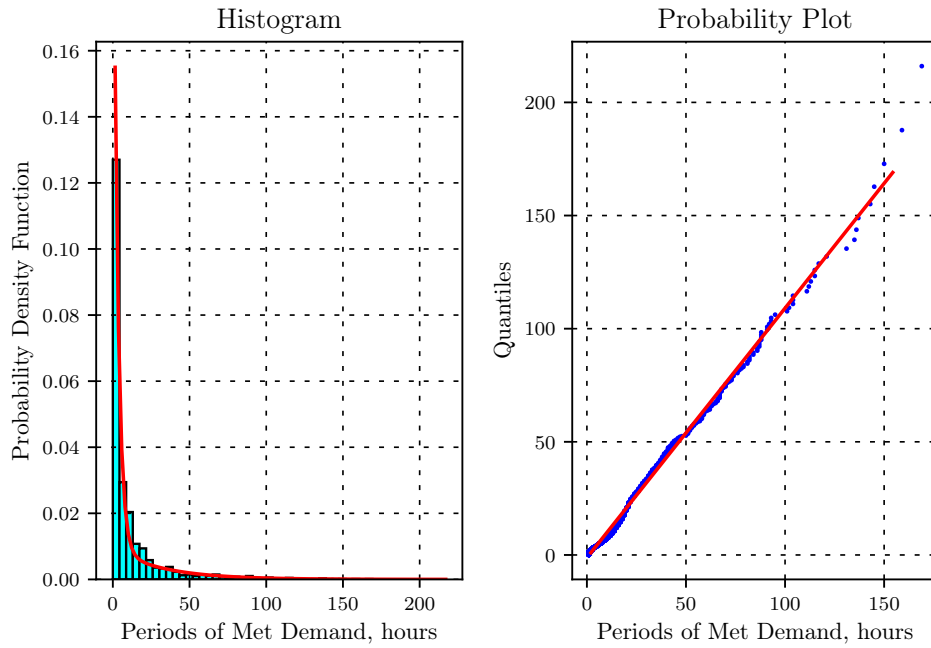 Histogram
Probability Density Function
0.16
0.14
0.12
0.10
0.08
0.06
0.04
0.02
0.00
0 50 100 150 200
Periods of Met Demand, hours
Probability Plot
Quantiles
200
150
100
50
0
0 50 100 150
Periods of Met Demand, hours